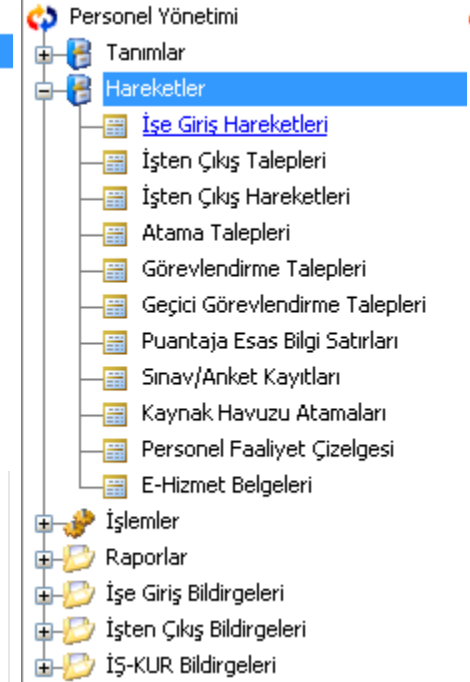 Personel Yönetimi
Tanımlar
Hareketler
İşe Giriş Hareketleri
İşten Çıkış Talepleri
İşten Çıkış Hareketleri
Atama Talepleri
Görevlendirme Talepleri
Geçici Görevlendirme Talepleri
Puantaja Esas Bilgi Satırları
Sınav/Anket Kayıtları
Kaynak Havuzu Atamaları
Personel Faaliyet Çizelgesi
E-Hizmet Belgeleri
İşlemler
Raporlar
İşe Giriş Bildirgeleri
İşten Çıkış Bildirgeleri
İŞ-KUR Bildirgeleri